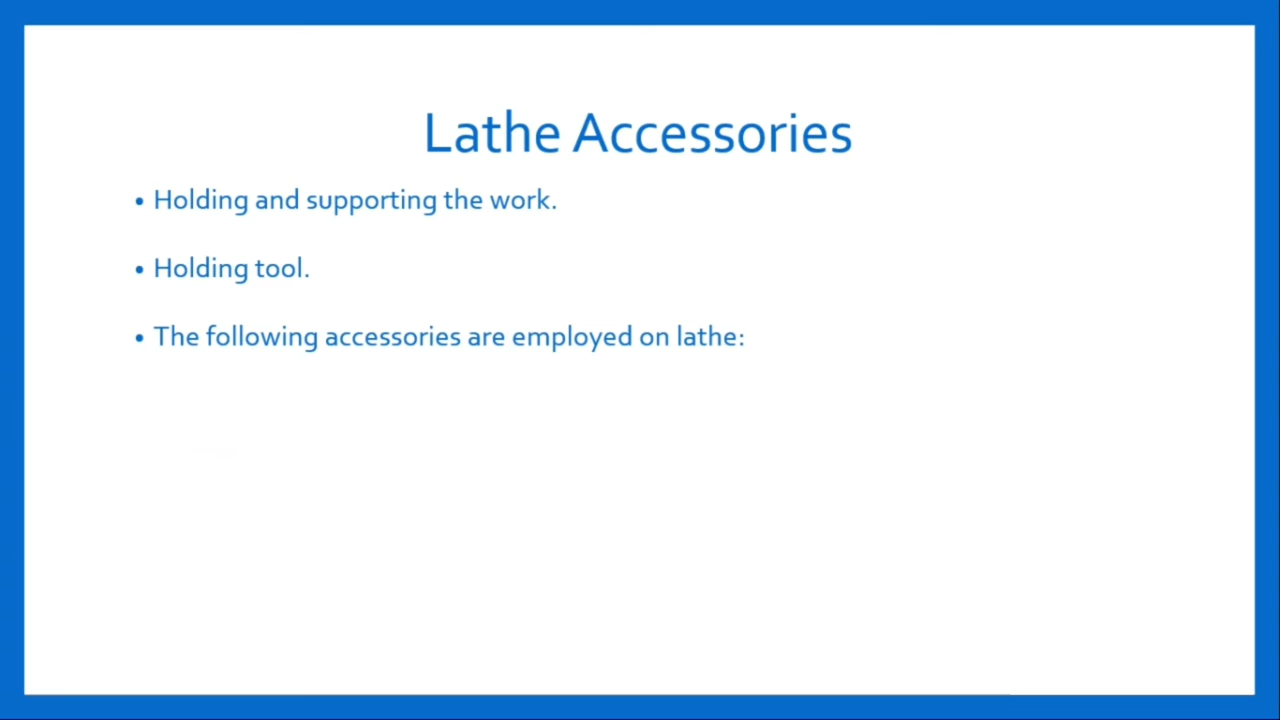 Lathe Accessories
• Holding and supporting the work.
• Holding tool.
• The following accessories are employed on lathe: